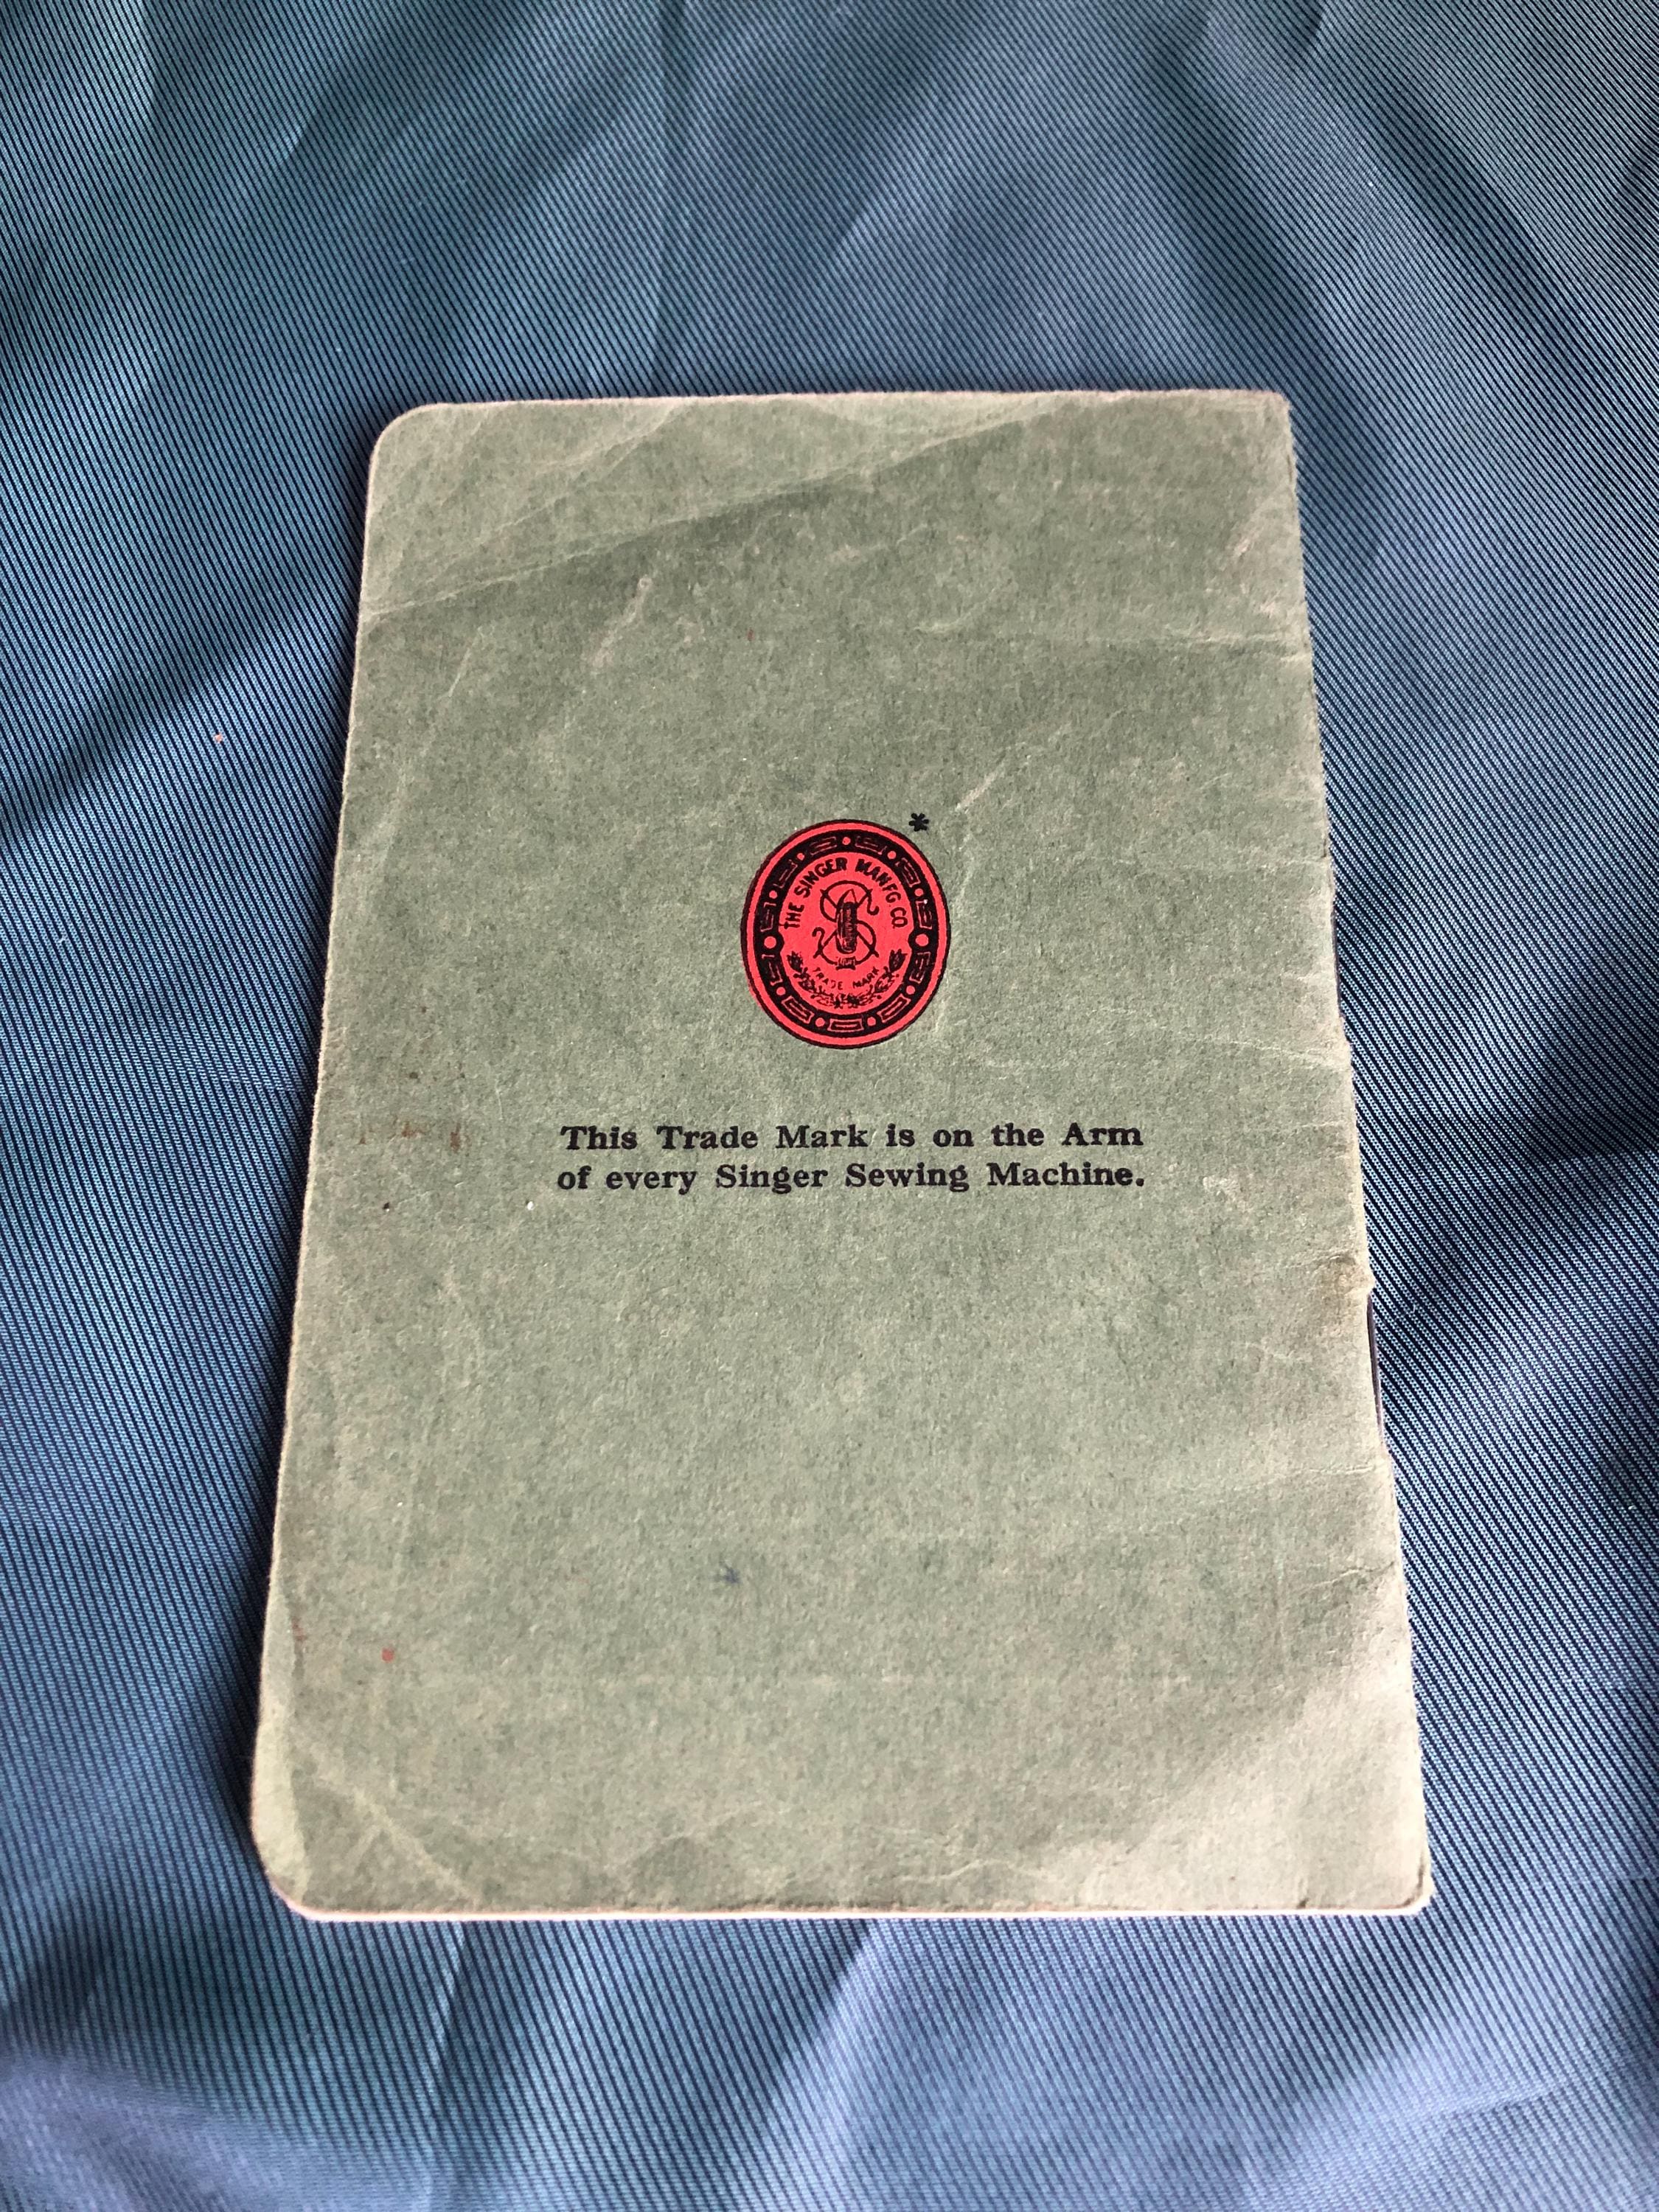 *
THE SINGER MANFG CO.
TRADE MARK
This Trade Mark is on the Arm
of every Singer Sewing Machine.